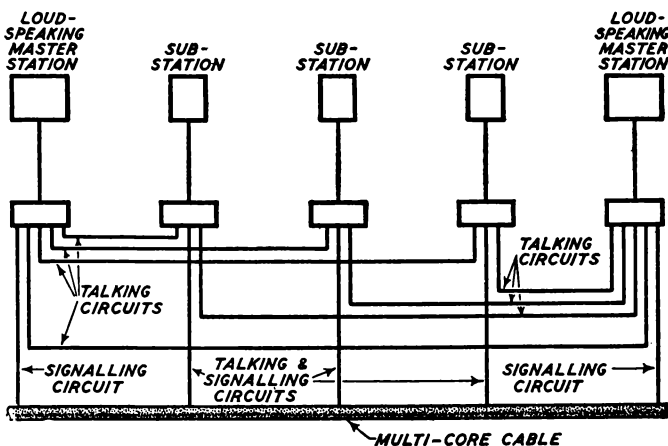 LOUD-
SPEAKING
MASTER
STATION
SUB-
STATION
SUB-
STATION
SUB-
STATION
LOUD-
SPEAKING
MASTER
STATION
TALKING
CIRCUITS
TALKING
CIRCUITS
SIGNALLING
CIRCUIT
TALKING &
SIGNALLING
CIRCUITS
SIGNALLING
CIRCUIT
MULTI-CORE CABLE